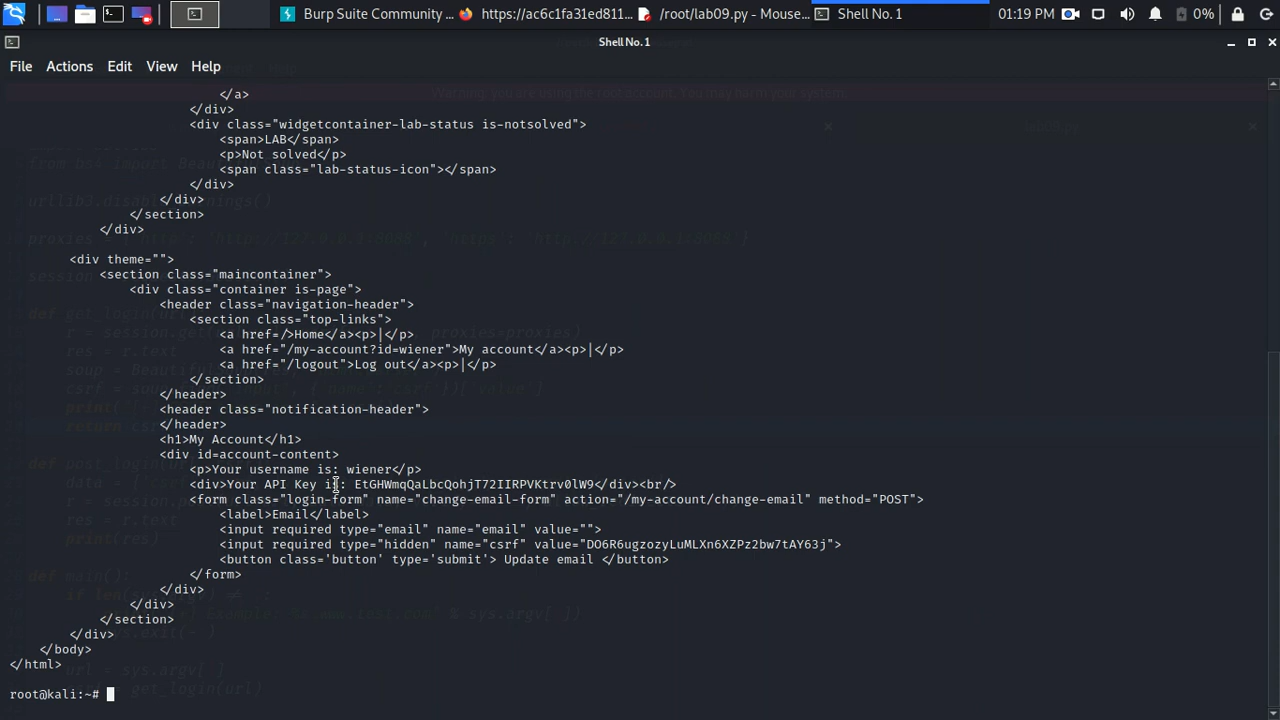 Burp Suite Community ...
https://ac6c1fa31ed811...
/root/lab09.py - Mouse...
Shell No. 1
01:19 PM
0%
Shell No. 1
File Actions Edit View Help
</a>
</div>
<div class="widgetcontainer-lab-status is-notsolved">
<span>LAB</span>
<p>Not solved</p>
<span class="lab-status-icon"></span>
</div>
</div>
</section>
</div>
<div theme="">
<section class="maincontainer">
<div class="container is-page">
<header class="navigation-header">
<section class="top-links">
<a href=/>Home</a><p>|</p>
<a href="/my-account?id=wiener">My account</a><p>|</p>
<a href="/logout">Log out</a><p>|</p>
</section>
</header>
<header class="notification-header">
</header>
<h1>My Account</h1>
<div id=account-content>
<p>Your username is: wiener</p>
<div>Your API Key is: EtGHWmqQaLbcQohjT72IIRPVKtrv0lW9</div><br/>
<form class="login-form" name="change-email-form" action="/my-account/change-email" method="POST">
<label>Email</label>
<input required type="email" name="email" value="">
<input required type="hidden" name="csrf" value="DO6R6ugzozyLuMLXn6XZPz2bw7tAY63j">
<button class='button' type='submit'> Update email </button>
</form>
</div>
</div>
</section>
</div>
</body>
</html>
root@kali:~#